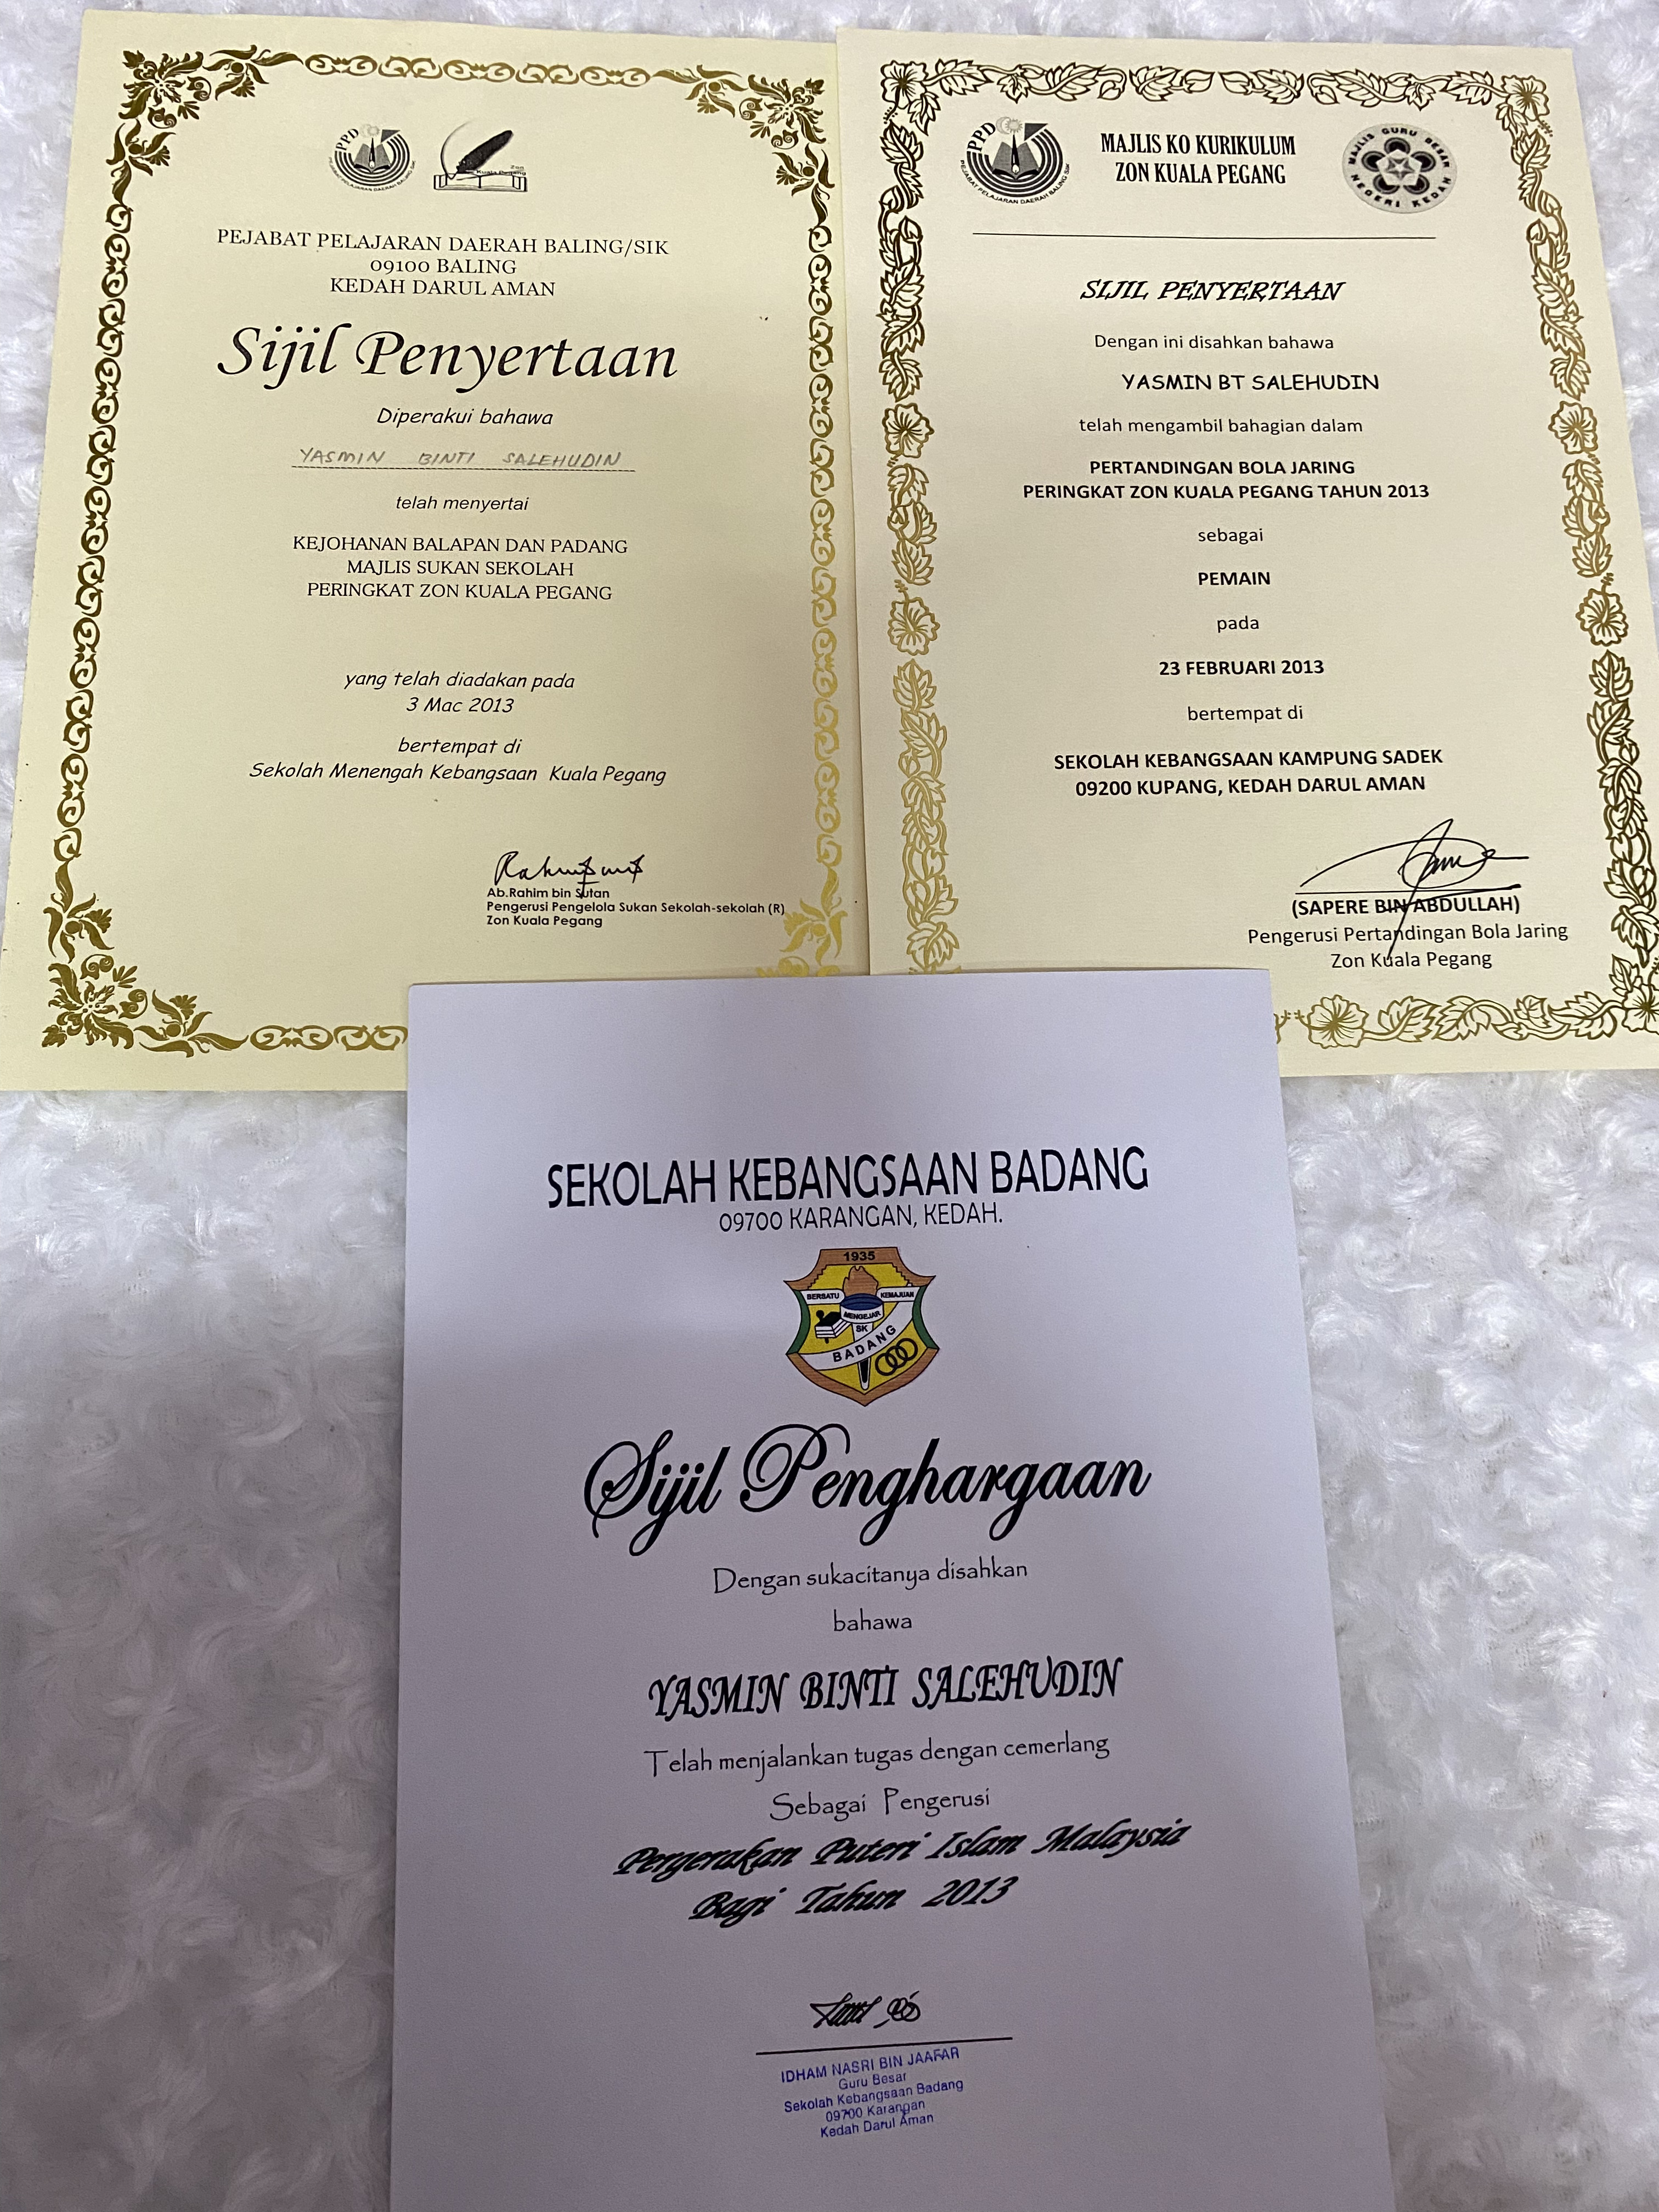 PPD
PEJABAT PELAJARAN DAERAH BALING SIK
Zon
Kuala Pegang
PEJABAT PELAJARAN DAERAH BALING/SIK
09100 BALING
KEDAH DARUL AMAN
Sijil Penyertaan
Diperakui bahawa
YASMIN BINTI SALEHUDIN
telah menyertai
KEJOHANAN BALAPAN DAN PADANG
MAJLIS SUKAN SEKOLAH
PERINGKAT ZON KUALA PEGANG
yang telah diadakan pada
3 Mac 2013
bertempat di
Sekolah Menengah Kebangsaan Kuala Pegang
Ab.Rahim bin Sutan
Pengerusi Pengelola Sukan Sekolah-sekolah (R)
Zon Kuala Pegang
PPD
PEJABAT PELAJARAN DAERAH BALING SIK
MAJLIS KO KURIKULUM
ZON KUALA PEGANG
MAJLIS GURU BESAR
NEGERI KEDAH
SIJIL PENYERTAAN
Dengan ini disahkan bahawa
YASMIN BT SALEHUDIN
telah mengambil bahagian dalam
PERTANDINGAN BOLA JARING
PERINGKAT ZON KUALA PEGANG TAHUN 2013
sebagai
PEMAIN
pada
23 FEBRUARI 2013
bertempat di
SEKOLAH KEBANGSAAN KAMPUNG SADEK
09200 KUPANG, KEDAH DARUL AMAN
(SAPERE BIN ABDULLAH)
Pengerusi Pertandingan Bola Jaring
Zon Kuala Pegang
SEKOLAH KEBANGSAAN BADANG
09700 KARANGAN, KEDAH.
1935
BERSATU KEMAJUAN
MENGEJAR
SK
BADANG
Sijil Penghargaan
Dengan sukacitanya disahkan
bahawa
YASMIN BINTI SALEHUDIN
Telah menjalankan tugas dengan cemerlang
Sebagai Pengerusi
Pergerakan Puteri Islam Malaysia
Bagi Tahun 2013
IDHAM NASRI BIN JAAFAR
Guru Besar
Sekolah Kebangsaan Badang
09700 Karangan
Kedah Darul Aman